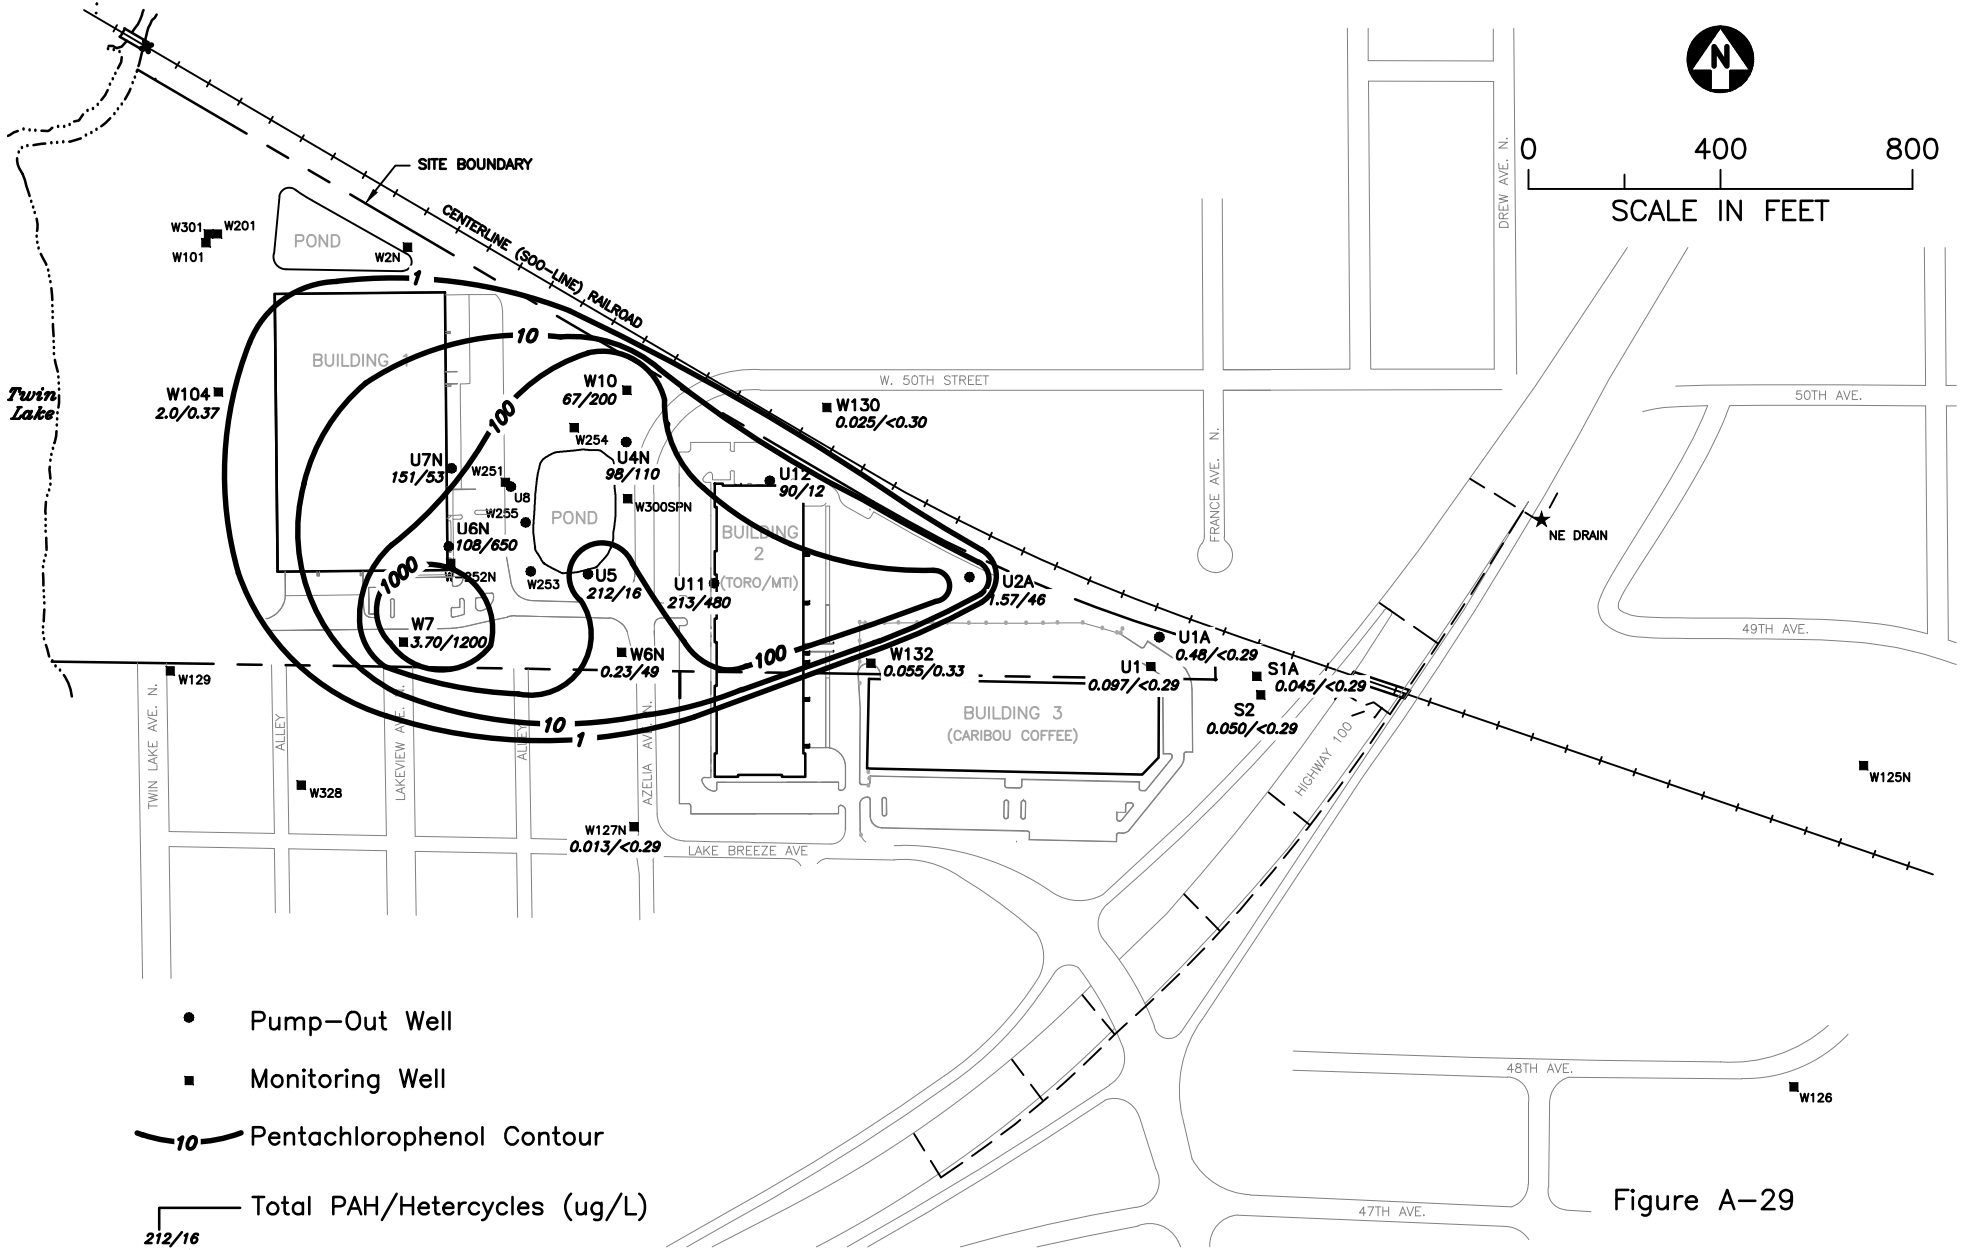 N
0 400 800
SCALE IN FEET
SITE BOUNDARY
CENTERLINE (SOO-LINE) RAILROAD
DREW AVE. N.
W301
W201
W101
POND
W2N
1
10
BUILDING 1
100
W10
67/200
W. 50TH STREET
50TH AVE.
Twin
Lake
W104
2.0/0.37
W130
0.025/<0.30
W254
FRANCE AVE. N.
U7N
151/53
W251
U8
U4N
98/110
U12
90/12
W255
POND
W300SPN
BUILDING
2
(TORO/MTI)
NE DRAIN
U6N
108/650
W252N
W253
1000
U5
212/16
U11
213/480
U2A
1.57/46
W7
3.70/1200
W6N
0.23/49
100
W132
0.055/0.33
U1A
0.48/<0.29
49TH AVE.
U1
0.097/<0.29
S1A
0.045/<0.29
S2
0.050/<0.29
W129
10
1
BUILDING 3
(CARIBOU COFFEE)
HIGHWAY 100
TWIN LAKE AVE. N.
ALLEY
LAKEVIEW AVE. N.
ALLEY
AZELIA AVE. N.
W125N
W328
W127N
0.013/<0.29
LAKE BREEZE AVE
Pump-Out Well
Monitoring Well
10 Pentachlorophenol Contour
Total PAH/Hetercycles (ug/L)
212/16
48TH AVE.
W126
47TH AVE.
Figure A-29